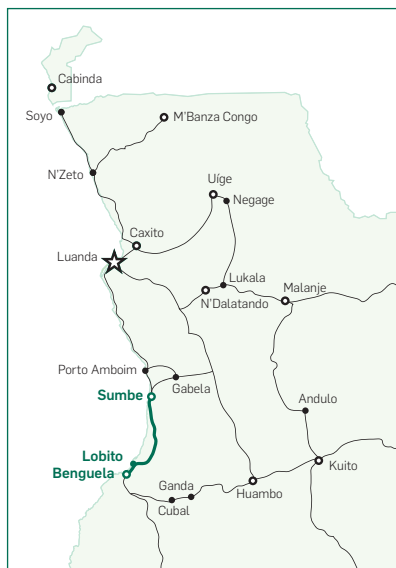 Cabinda
Soyo
M'Banza Congo
N'Zeto
Uíge
Negage
Caxito
Luanda
Lukala
Malanje
N'Dalatando
Porto Amboim
Gabela
Sumbe
Andulo
Lobito
Benguela
Kuito
Ganda
Huambo
Cubal